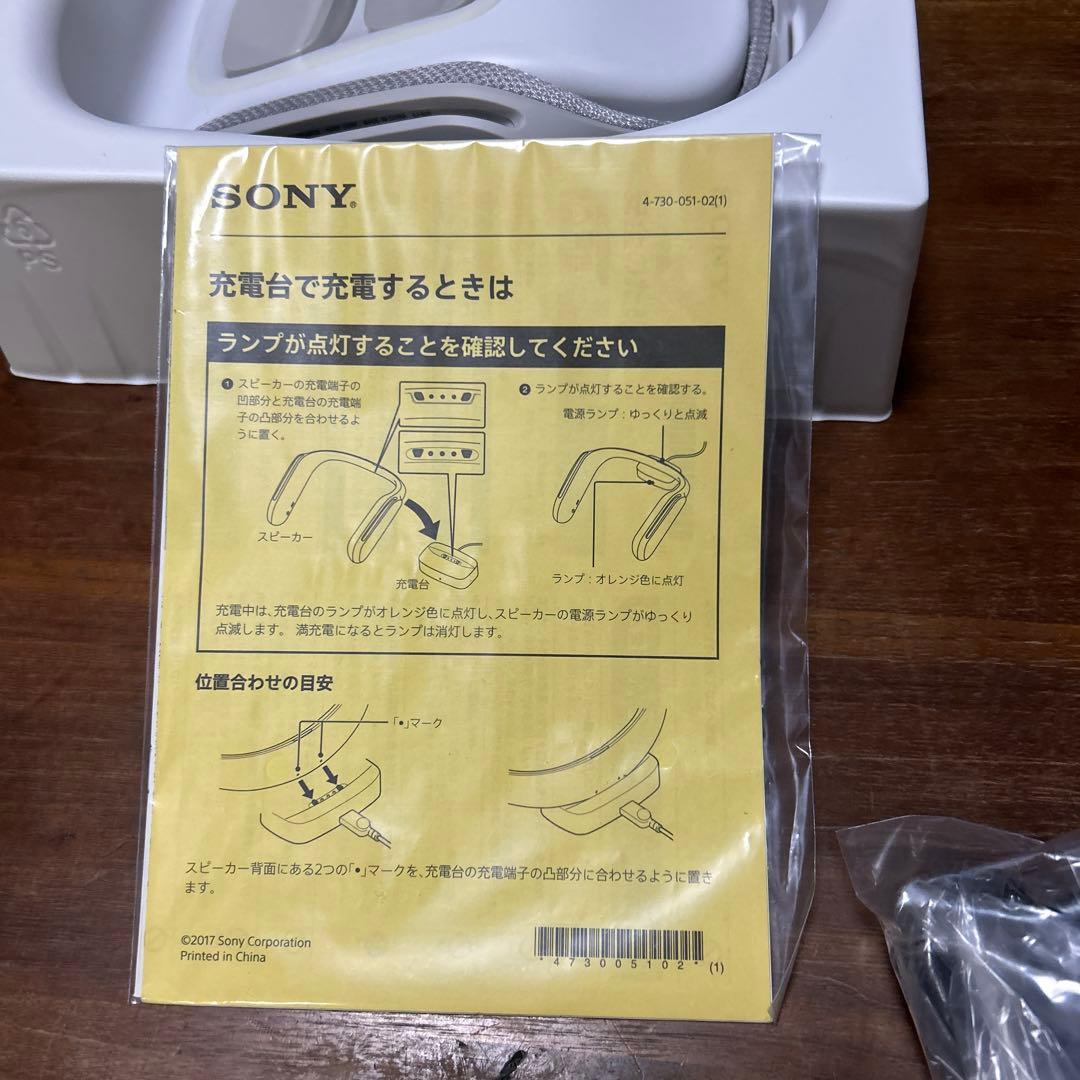 SONY®
4-730-051-02(1)
充電台で充電するときは
ランプが点灯することを確認してください
❶ スピーカーの充電端子の
凹部分と充電台の充電端
子の凸部分を合わせるよ
うに置く。
スピーカー
充電台
❷ ランプが点灯することを確認する。
電源ランプ：ゆっくりと点滅
ランプ：オレンジ色に点灯
充電中は、充電台のランプがオレンジ色に点灯し、スピーカーの電源ランプがゆっくり
点滅します。 満充電になるとランプは消灯します。
位置合わせの目安
「•」マーク
スピーカー背面にある2つの「•」マークを、充電台の充電端子の凸部分に合わせるように置き
ます。
©2017 Sony Corporation
Printed in China
*473005102*
(1)